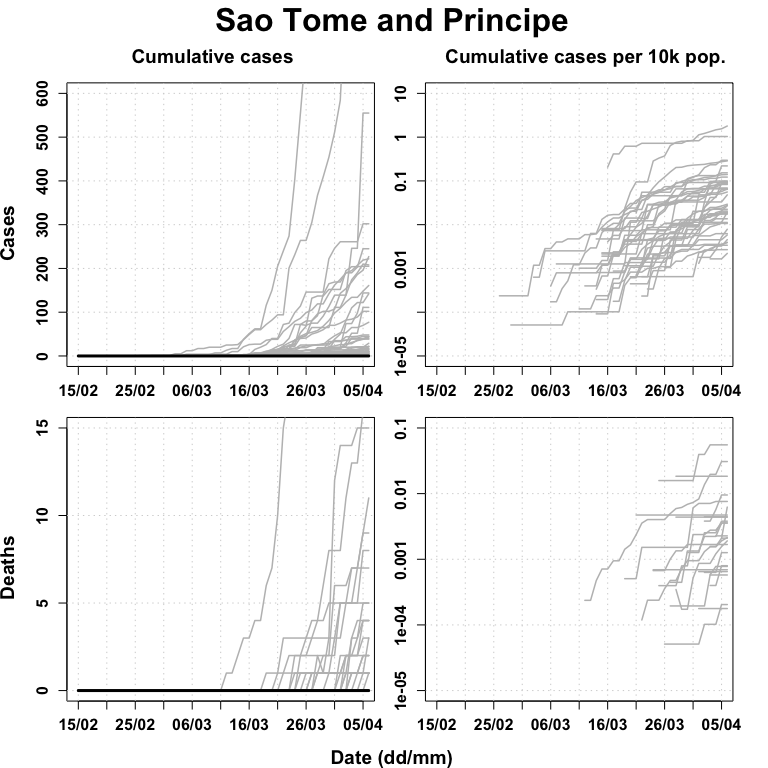 Sao Tome and Principe
Cumulative cases
Cumulative cases per 10k pop.
Cases
600
500
400
300
200
100
0
15/02 25/02 06/03 16/03 26/03 05/04
10
1
0.1
0.001
1e-05
15/02 25/02 06/03 16/03 26/03 05/04
Deaths
15
10
5
0
15/02 25/02 06/03 16/03 26/03 05/04
0.1
0.01
0.001
1e-04
1e-05
15/02 25/02 06/03 16/03 26/03 05/04
Date (dd/mm)